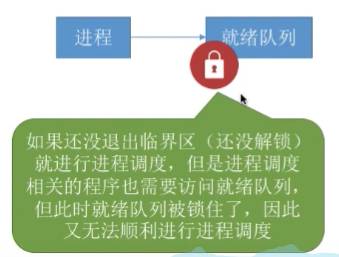 进程
就绪队列
如果还没退出临界区（还没解锁）
就进行进程调度，但是进程调度
相关的程序也需要访问就绪队列，
但此时就绪队列被锁住了，因此
又无法顺利进行进程调度